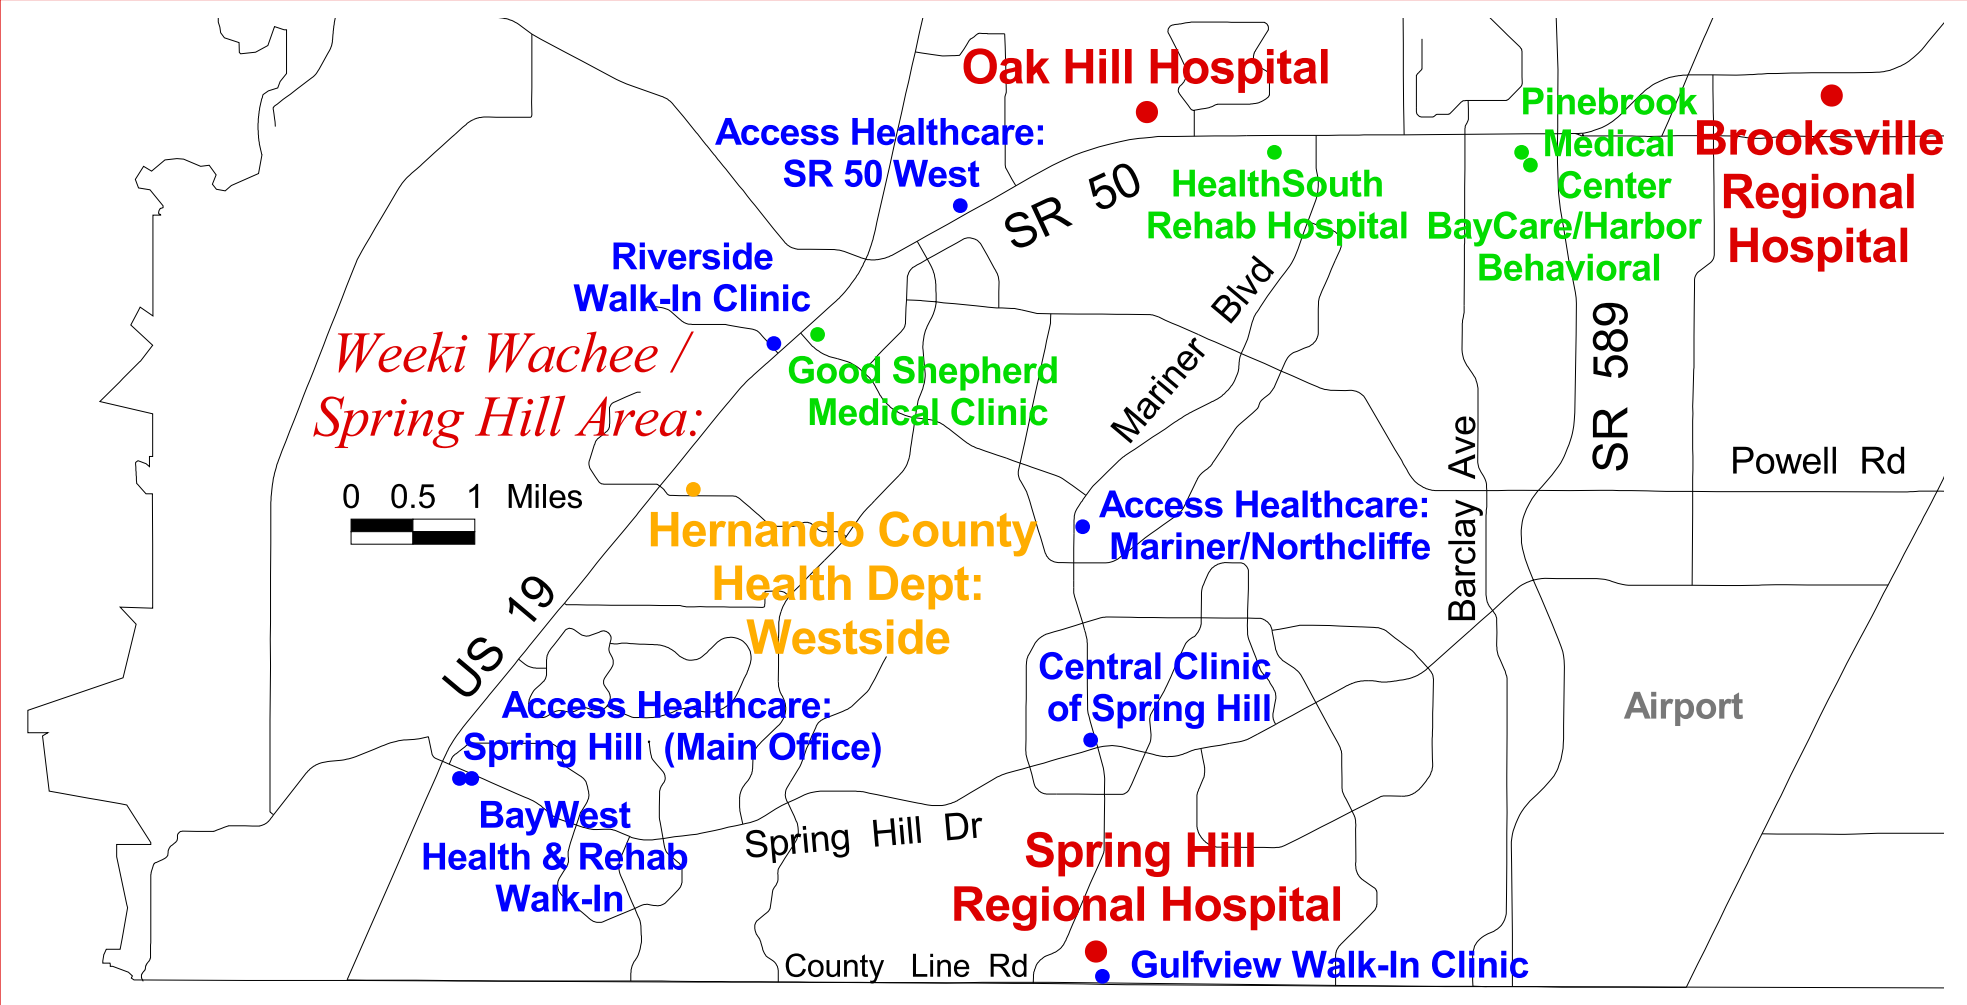 Oak Hill Hospital
Pinebrook
Medical
Center
Brooksville
Regional
Hospital
Access Healthcare:
SR 50 West
SR 50
HealthSouth
Rehab Hospital
BayCare/Harbor
Behavioral
Riverside
Walk-In Clinic
Mariner Blvd
SR 589
Weeki Wachee /
Spring Hill Area:
Good Shepherd
Medical Clinic
Barclay Ave
Powell Rd
0 0.5 1 Miles
Access Healthcare:
Mariner/Northcliffe
Hernando County
Health Dept:
Westside
US 19
Central Clinic
of Spring Hill
Airport
Access Healthcare:
Spring Hill (Main Office)
BayWest
Health & Rehab
Walk-In
Spring Hill Dr
Spring Hill
Regional Hospital
County Line Rd
Gulfview Walk-In Clinic